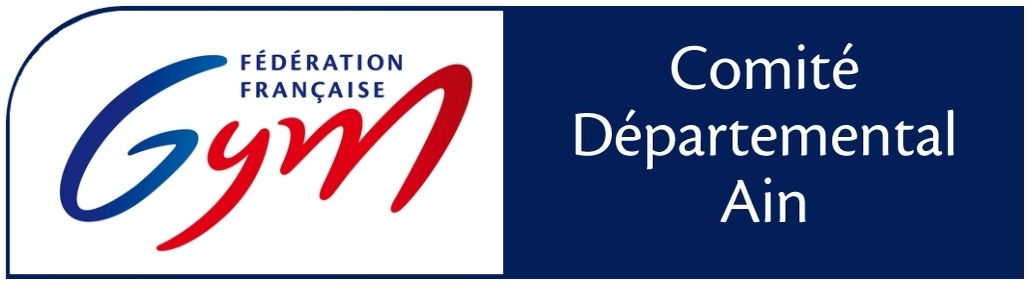 FÉDÉRATION
FRANÇAISE
Gym
Comité
Départemental
Ain